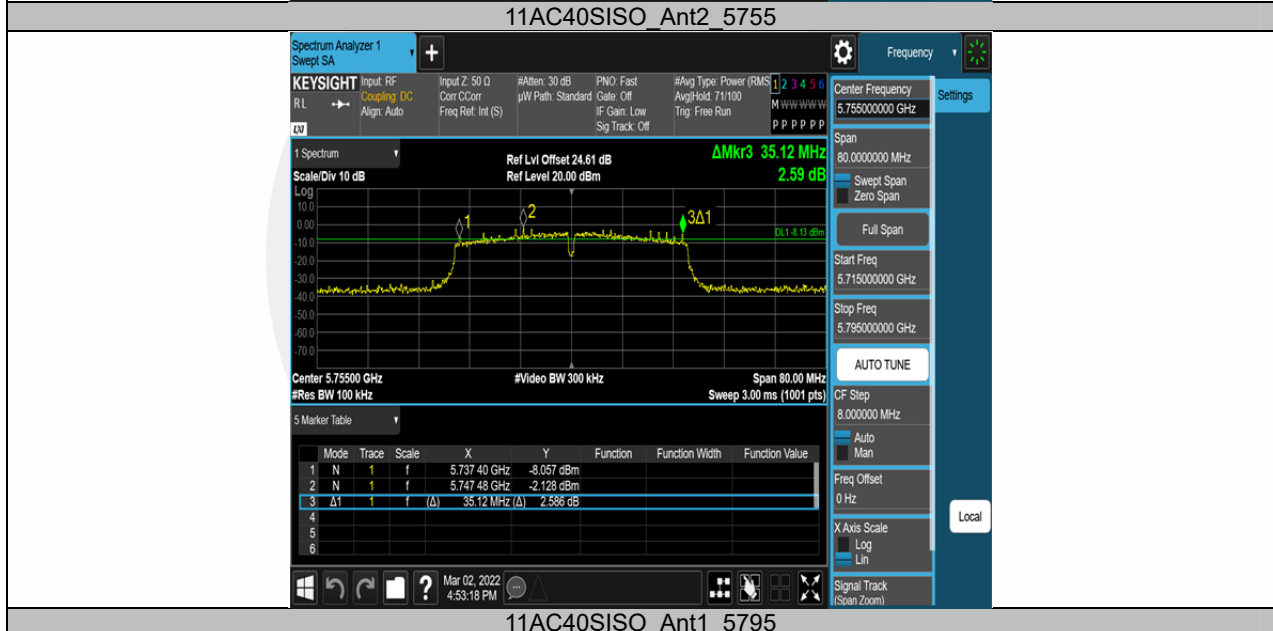 11AC40SISO_Ant2_5755
Spectrum Analyzer 1
Swept SA
+
Frequency
KEYSIGHT
RL
LXI
Input: RF
Coupling: DC
Align: Auto
Input Z: 50 Ω
Corr CCorr
Freq Ref: Int (S)
#Atten: 30 dB
µW Path: Standard
PNO: Fast
Gate: Off
IF Gain: Low
Sig Track: Off
#Avg Type: Power (RMS
Avg|Hold: 71/100
Trig: Free Run
1 2 3 4 5 6
M W W W W W
P P P P P P
Center Frequency
5.755000000 GHz
Settings
1 Spectrum
Scale/Div 10 dB
Ref Lvl Offset 24.61 dB
Ref Level 20.00 dBm
ΔMkr3 35.12 MHz
2.59 dB
Span
80.0000000 MHz
Swept Span
Zero Span
Full Span
Start Freq
5.715000000 GHz
Stop Freq
5.795000000 GHz
AUTO TUNE
CF Step
8.000000 MHz
Auto
Man
Freq Offset
0 Hz
X Axis Scale
Log
Lin
Signal Track
(Span Zoom)
Local
Log
10.0
0.00
-10.0
-20.0
-30.0
-40.0
-50.0
-60.0
-70.0
1
2
3Δ1
DL1 -8.13 dBm
Center 5.75500 GHz
#Video BW 300 kHz
Span 80.00 MHz
#Res BW 100 kHz
Sweep 3.00 ms (1001 pts)
5 Marker Table
Mode Trace Scale X Y Function Function Width Function Value
1 N 1 f 5.737 40 GHz -8.057 dBm
2 N 1 f 5.747 48 GHz -2.128 dBm
3 Δ1 1 f (Δ) 35.12 MHz (Δ) 2.586 dB
4
5
6
?
Mar 02, 2022
4:53:18 PM
11AC40SISO_Ant1_5795